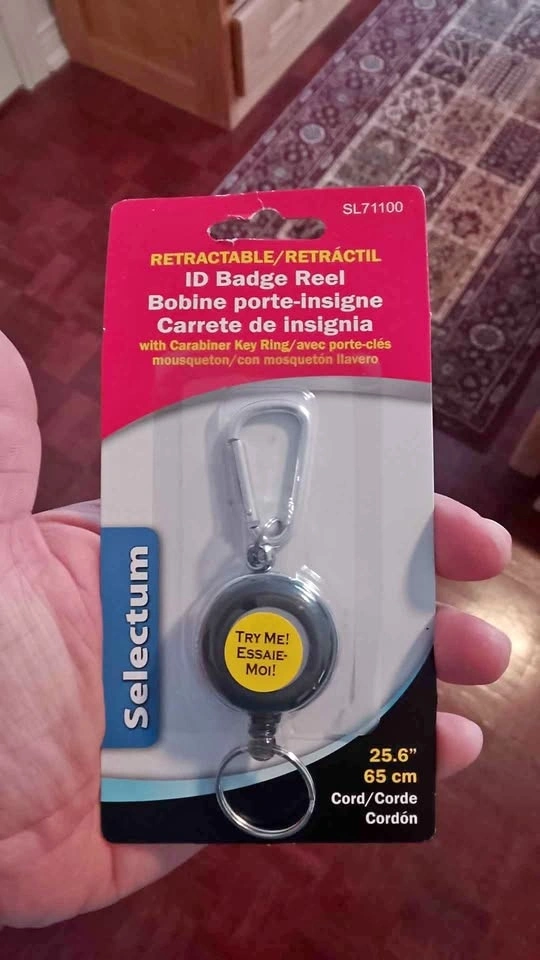 SL71100
RETRACTABLE/RETRÁCTIL
ID Badge Reel
Bobine porte-insigne
Carrete de insignia
with Carabiner Key Ring/avec porte-clés
mousqueton/con mosquetón llavero
Selectum
TRY ME!
ESSAIE-
MOI!
25.6”
65 cm
Cord/Corde
Cordón